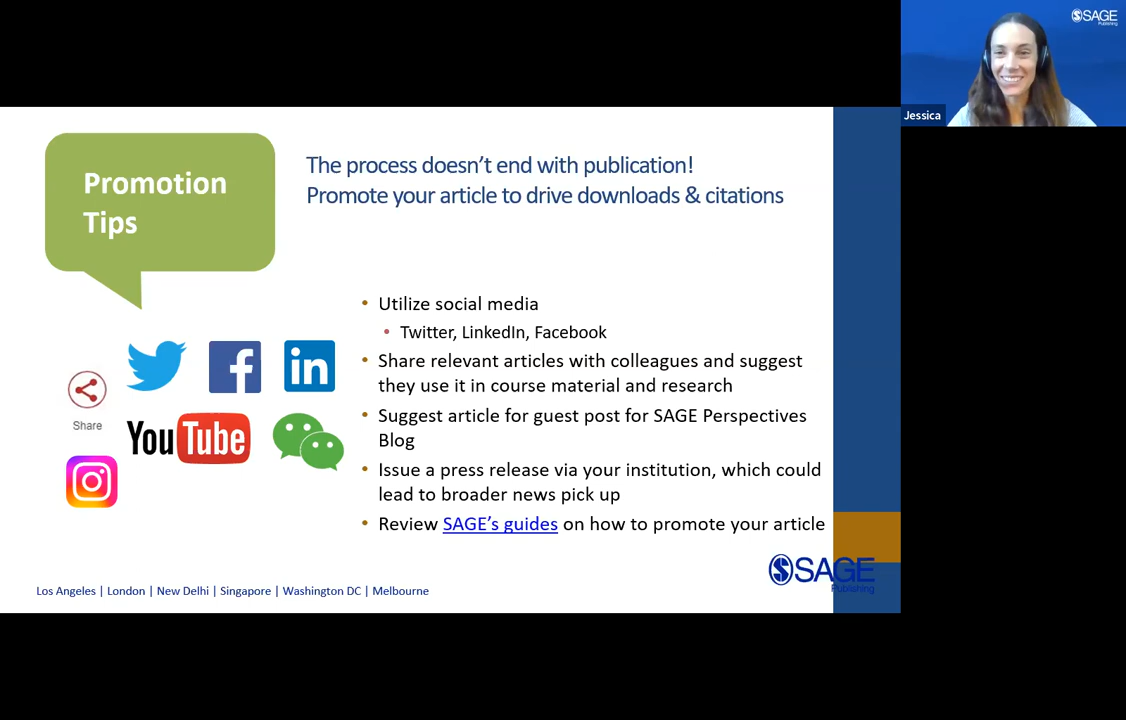 SAGE
Publishing
Jessica
Promotion
Tips
The process doesn't end with publication!
Promote your article to drive downloads & citations
• Utilize social media
• Twitter, LinkedIn, Facebook
• Share relevant articles with colleagues and suggest
they use it in course material and research
• Suggest article for guest post for SAGE Perspectives
Blog
• Issue a press release via your institution, which could
lead to broader news pick up
• Review SAGE's guides on how to promote your article
in
Share
YouTube
SAGE
Publishing
Los Angeles | London | New Delhi | Singapore | Washington DC | Melbourne